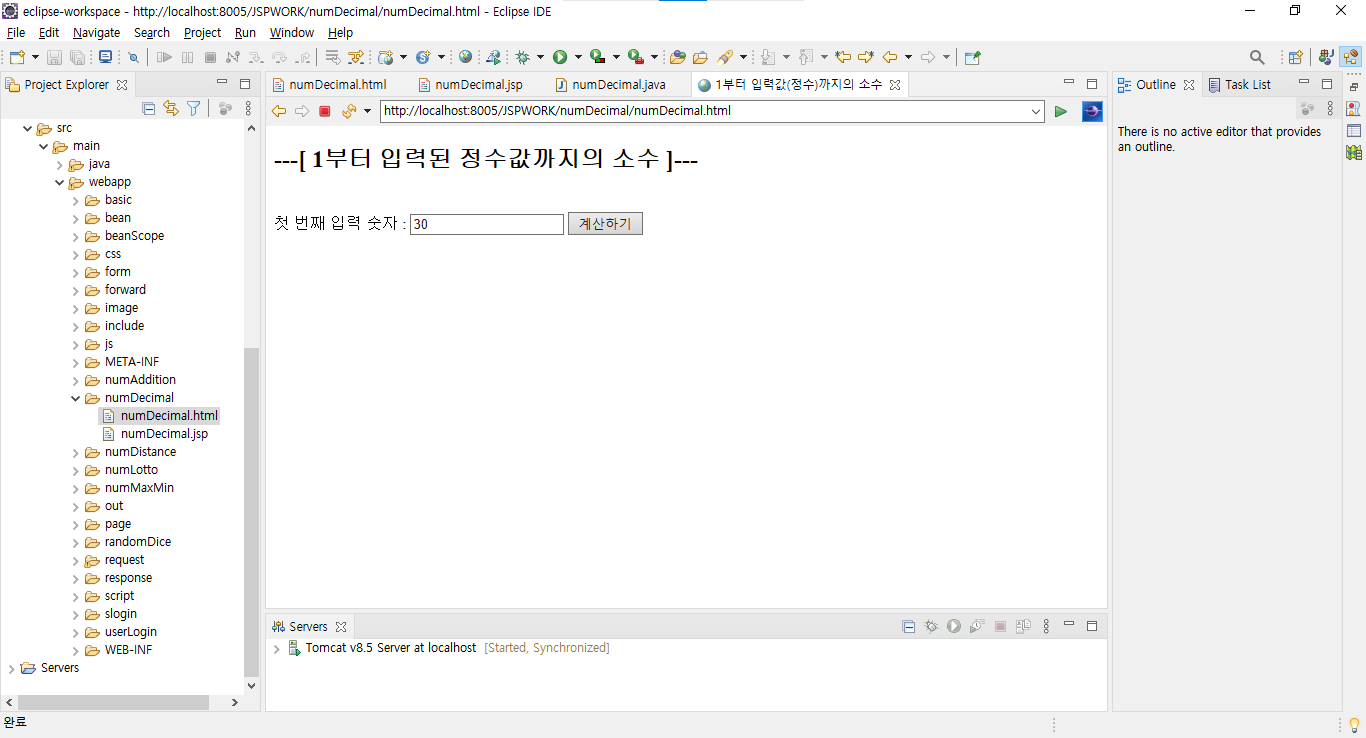 eclipse-workspace - http://localhost:8005/JSPWORK/numDecimal/numDecimal.html - Eclipse IDE
File Edit Navigate Search Project Run Window Help
Project Explorer
src
main
java
webapp
basic
bean
beanScope
css
form
forward
image
include
js
META-INF
numAddition
numDecimal
numDecimal.html
numDecimal.jsp
numDistance
numLotto
numMaxMin
out
page
randomDice
request
response
script
slogin
userLogin
WEB-INF
Servers
numDecimal.html numDecimal.jsp numDecimal.java 1부터 입력값(정수)까지의 소수
http://localhost:8005/JSPWORK/numDecimal/numDecimal.html
---[ 1부터 입력된 정수값까지의 소수 ]---
첫 번째 입력 숫자 : 30 계산하기
Servers
Tomcat v8.5 Server at localhost [Started, Synchronized]
Outline Task List
There is no active editor that provides
an outline.
완료